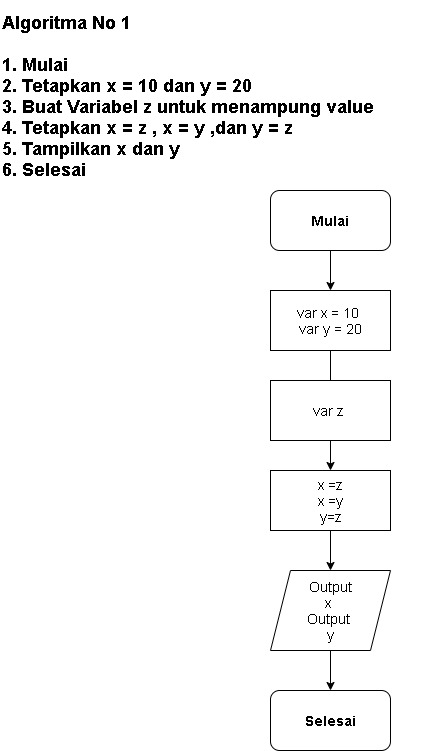 Algoritma No 1
1. Mulai
2. Tetapkan x = 10 dan y = 20
3. Buat Variabel z untuk menampung value
4. Tetapkan x = z , x = y ,dan y = z
5. Tampilkan x dan y
6. Selesai
Mulai
var x = 10
var y = 20
var z
x =z
x =y
y=z
Output
x
Output
y
Selesai